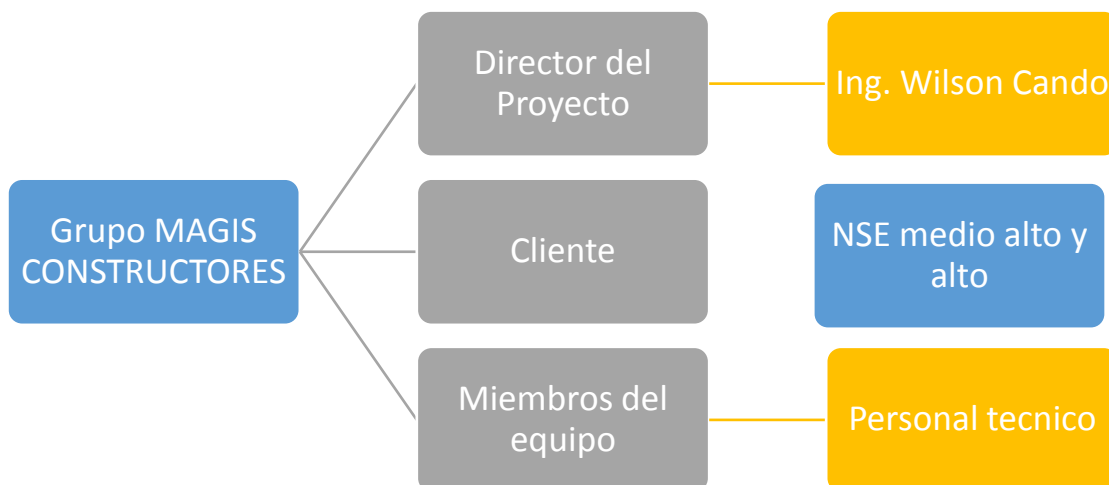 Director del
Proyecto
Ing. Wilson Cando
Grupo MAGIS
CONSTRUCTORES
Cliente
NSE medio alto y
alto
Miembros del
equipo
Personal tecnico